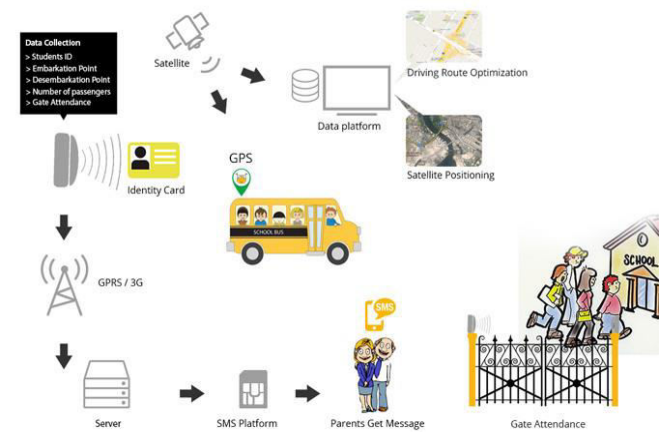 Data Collection
> Students ID
> Embarkation Point
> Desembarkation Point
> Number of passengers
> Gate Attendance
Satellite
Data platform
Driving Route Optimization
Satellite Positioning
Identity Card
GPS
SCHOOL BUS
GPRS / 3G
SCHOOL
SMS
Server
SMS Platform
Parents Get Message
Gate Attendance